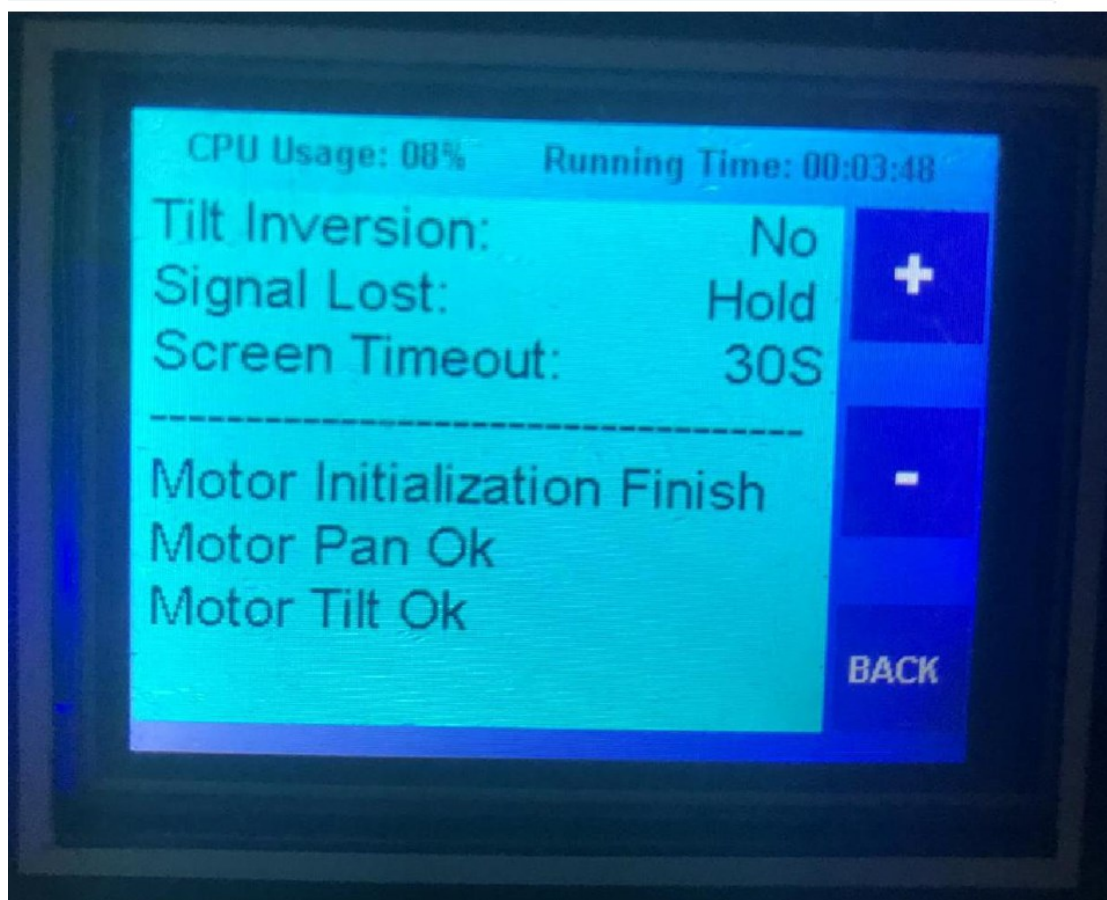 CPU Usage: 08% Running Time: 00:03:48
Tilt Inversion: No
+
Signal Lost: Hold
Screen Timeout: 30S
------------------------------------
Motor Initialization Finish
-
Motor Pan Ok
Motor Tilt Ok
BACK